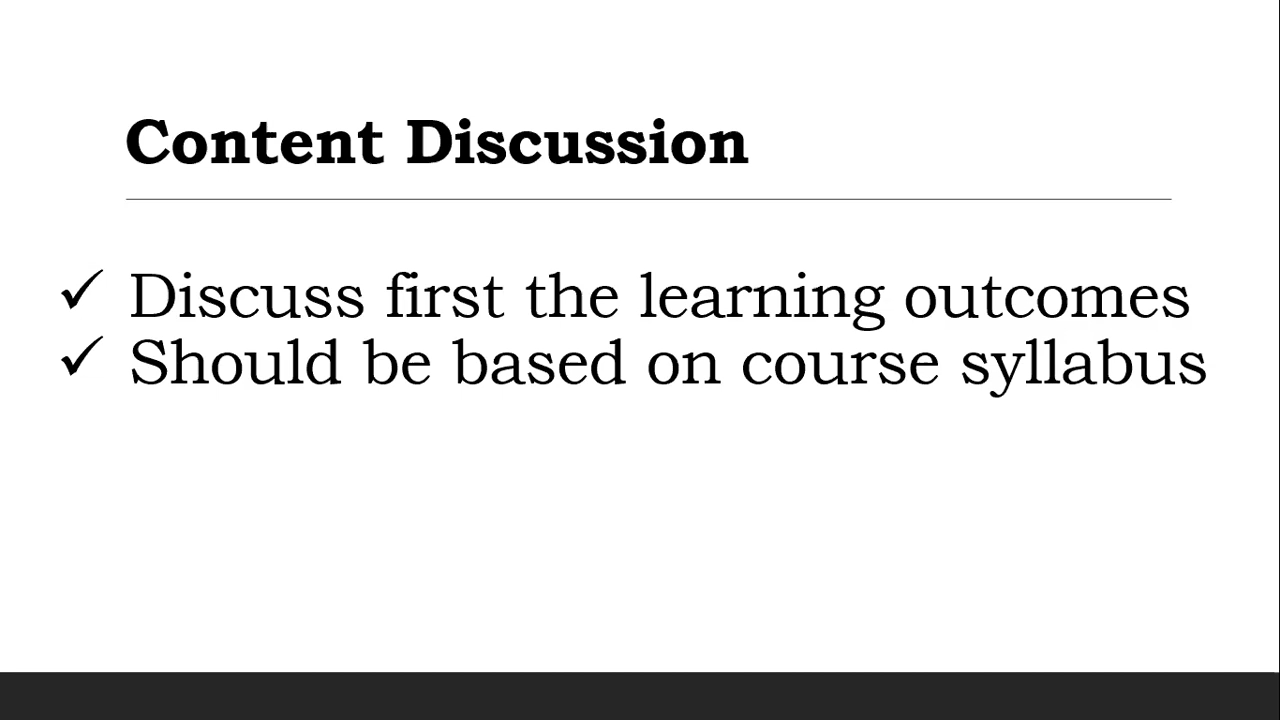 Content Discussion
✓ Discuss first the learning outcomes
✓ Should be based on course syllabus